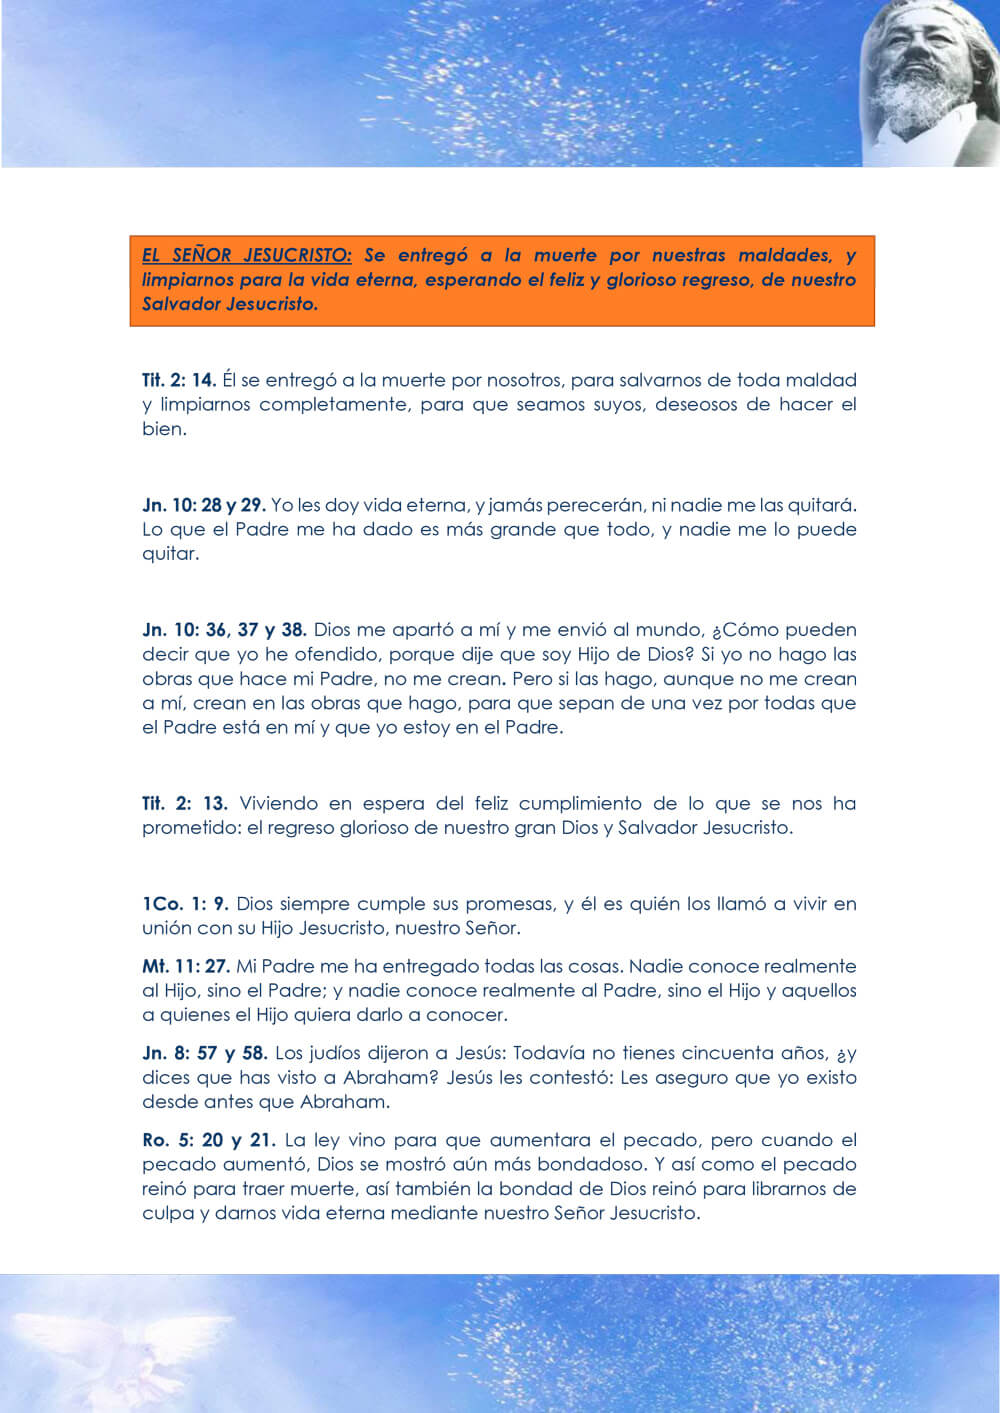 EL SEÑOR JESUCRISTO: Se entregó a la muerte por nuestras maldades, y
limpiarnos para la vida eterna, esperando el feliz y glorioso regreso, de nuestro
Salvador Jesucristo.
Tit. 2: 14. Él se entregó a la muerte por nosotros, para salvarnos de toda maldad
y limpiarnos completamente, para que seamos suyos, deseosos de hacer el
bien.
Jn. 10: 28 y 29. Yo les doy vida eterna, y jamás perecerán, ni nadie me las quitará.
Lo que el Padre me ha dado es más grande que todo, y nadie me lo puede
quitar.
Jn. 10: 36, 37 y 38. Dios me apartó a mí y me envió al mundo, ¿Cómo pueden
decir que yo he ofendido, porque dije que soy Hijo de Dios? Si yo no hago las
obras que hace mi Padre, no me crean. Pero si las hago, aunque no me crean
a mí, crean en las obras que hago, para que sepan de una vez por todas que
el Padre está en mí y que yo estoy en el Padre.
Tit. 2: 13. Viviendo en espera del feliz cumplimiento de lo que se nos ha
prometido: el regreso glorioso de nuestro gran Dios y Salvador Jesucristo.
1Co. 1: 9. Dios siempre cumple sus promesas, y él es quién los llamó a vivir en
unión con su Hijo Jesucristo, nuestro Señor.
Mt. 11: 27. Mi Padre me ha entregado todas las cosas. Nadie conoce realmente
al Hijo, sino el Padre; y nadie conoce realmente al Padre, sino el Hijo y aquellos
a quienes el Hijo quiera darlo a conocer.
Jn. 8: 57 y 58. Los judíos dijeron a Jesús: Todavía no tienes cincuenta años, ¿y
dices que has visto a Abraham? Jesús les contestó: Les aseguro que yo existo
desde antes que Abraham.
Ro. 5: 20 y 21. La ley vino para que aumentara el pecado, pero cuando el
pecado aumentó, Dios se mostró aún más bondadoso. Y así como el pecado
reinó para traer muerte, así también la bondad de Dios reinó para librarnos de
culpa y darnos vida eterna mediante nuestro Señor Jesucristo.